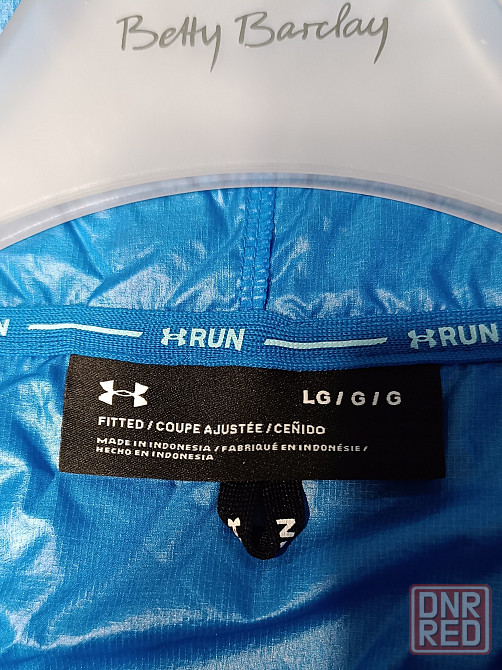 Betty Barclay
RUN RUN
LG / G / G
FITTED / COUPE AJUSTÉE / CEÑIDO
MADE IN INDONESIA / FABRIQUÉ EN INDONÉSIE /
HECHO EN INDONESIA
DNR
RED